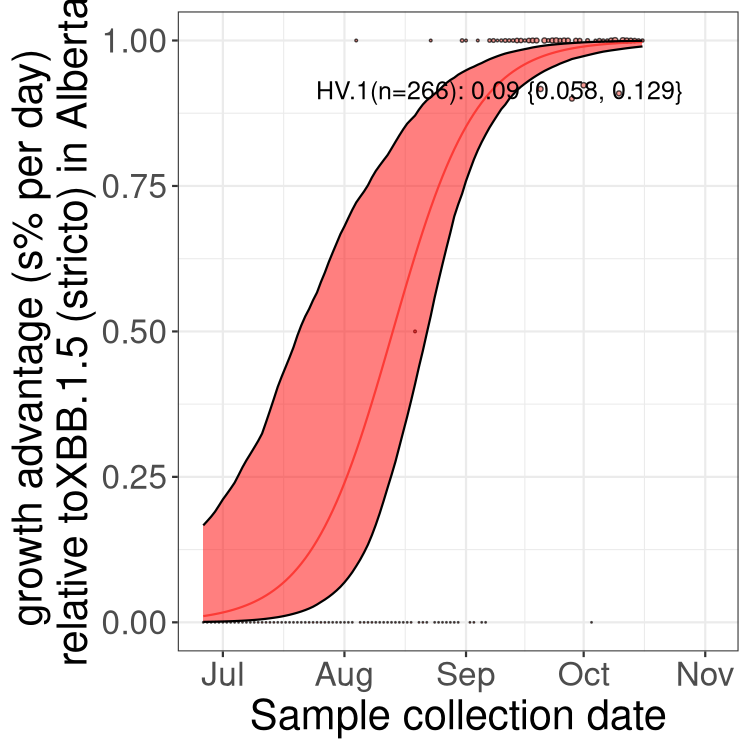 growth advantage (s% per day)
relative toXBB.1.5 (stricto) in Alberta
1.00
0.75
0.50
0.25
0.00
HV.1(n=266): 0.09 {0.058, 0.129}
Jul Aug Sep Oct Nov
Sample collection date